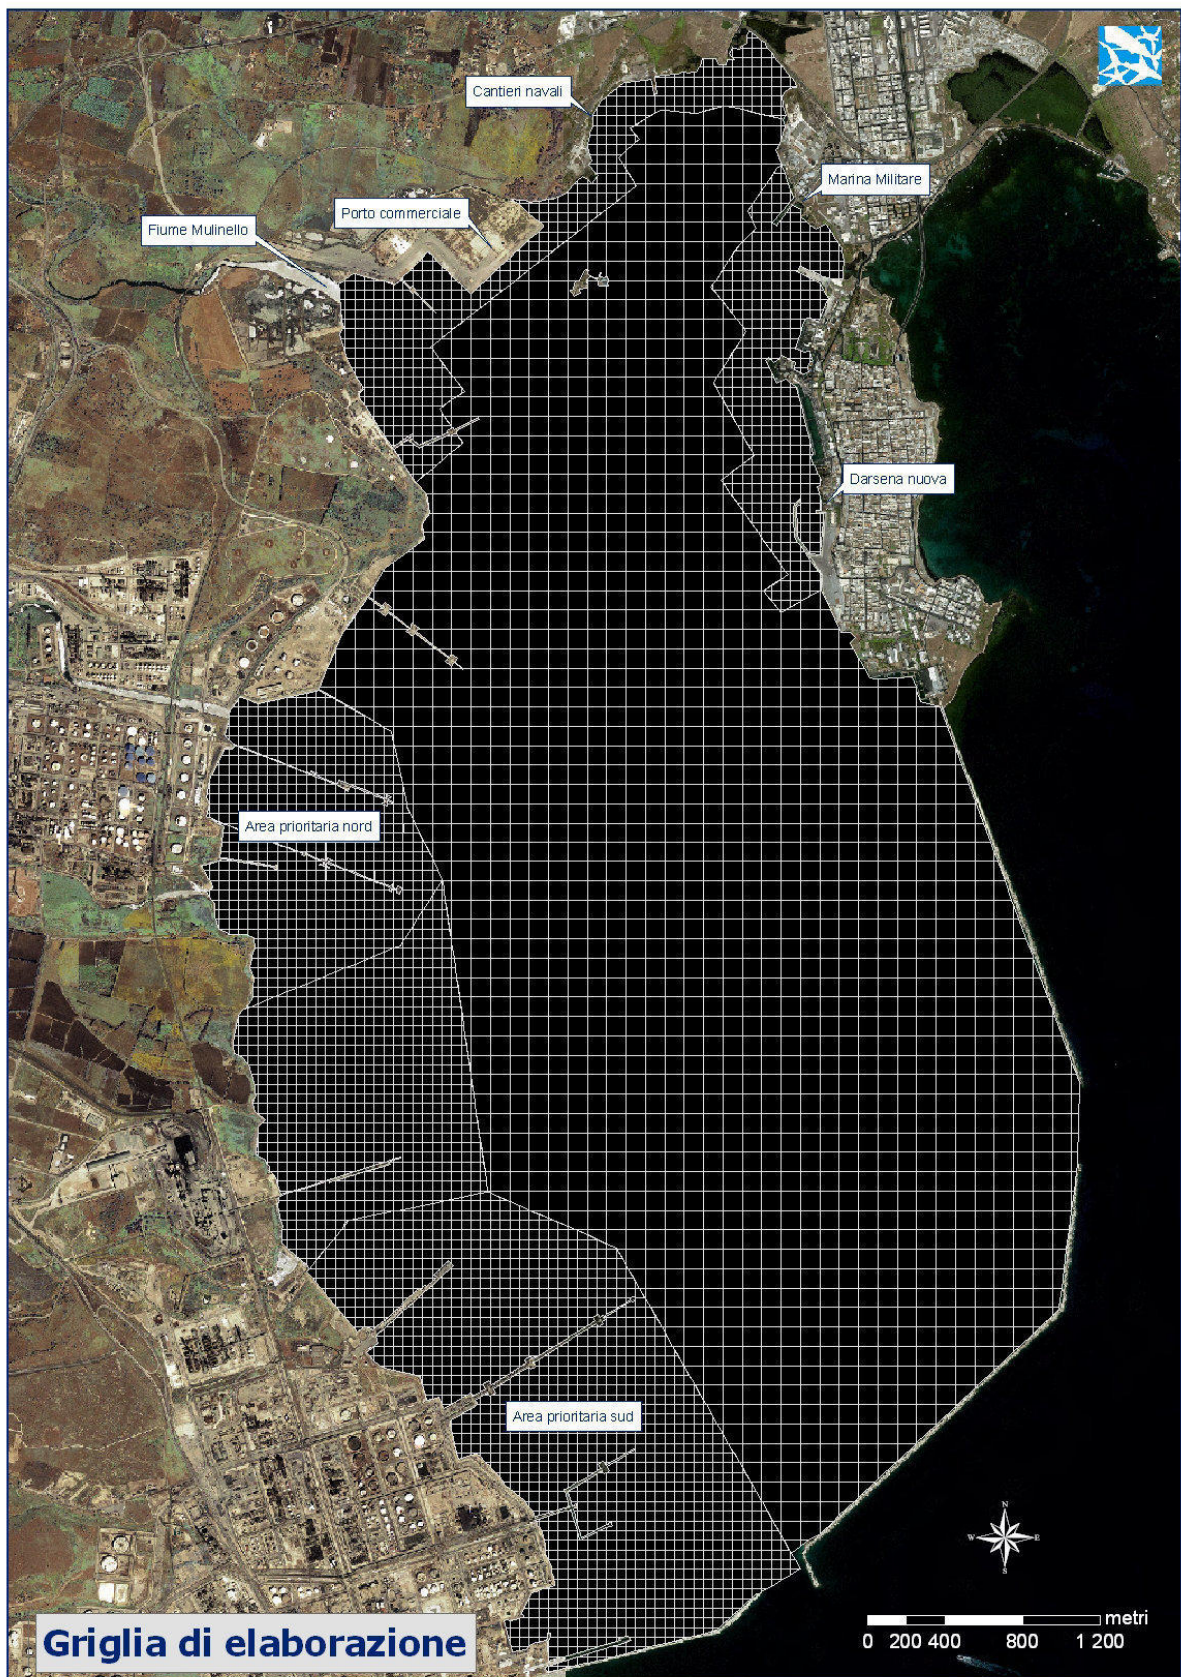 Cantieri navali
Marina Militare
Porto commerciale
Fiume Mulinello
Darsena nuova
Area prioritaria nord
Area prioritaria sud
N
W E
S
metri
0 200 400 800 1 200
Griglia di elaborazione